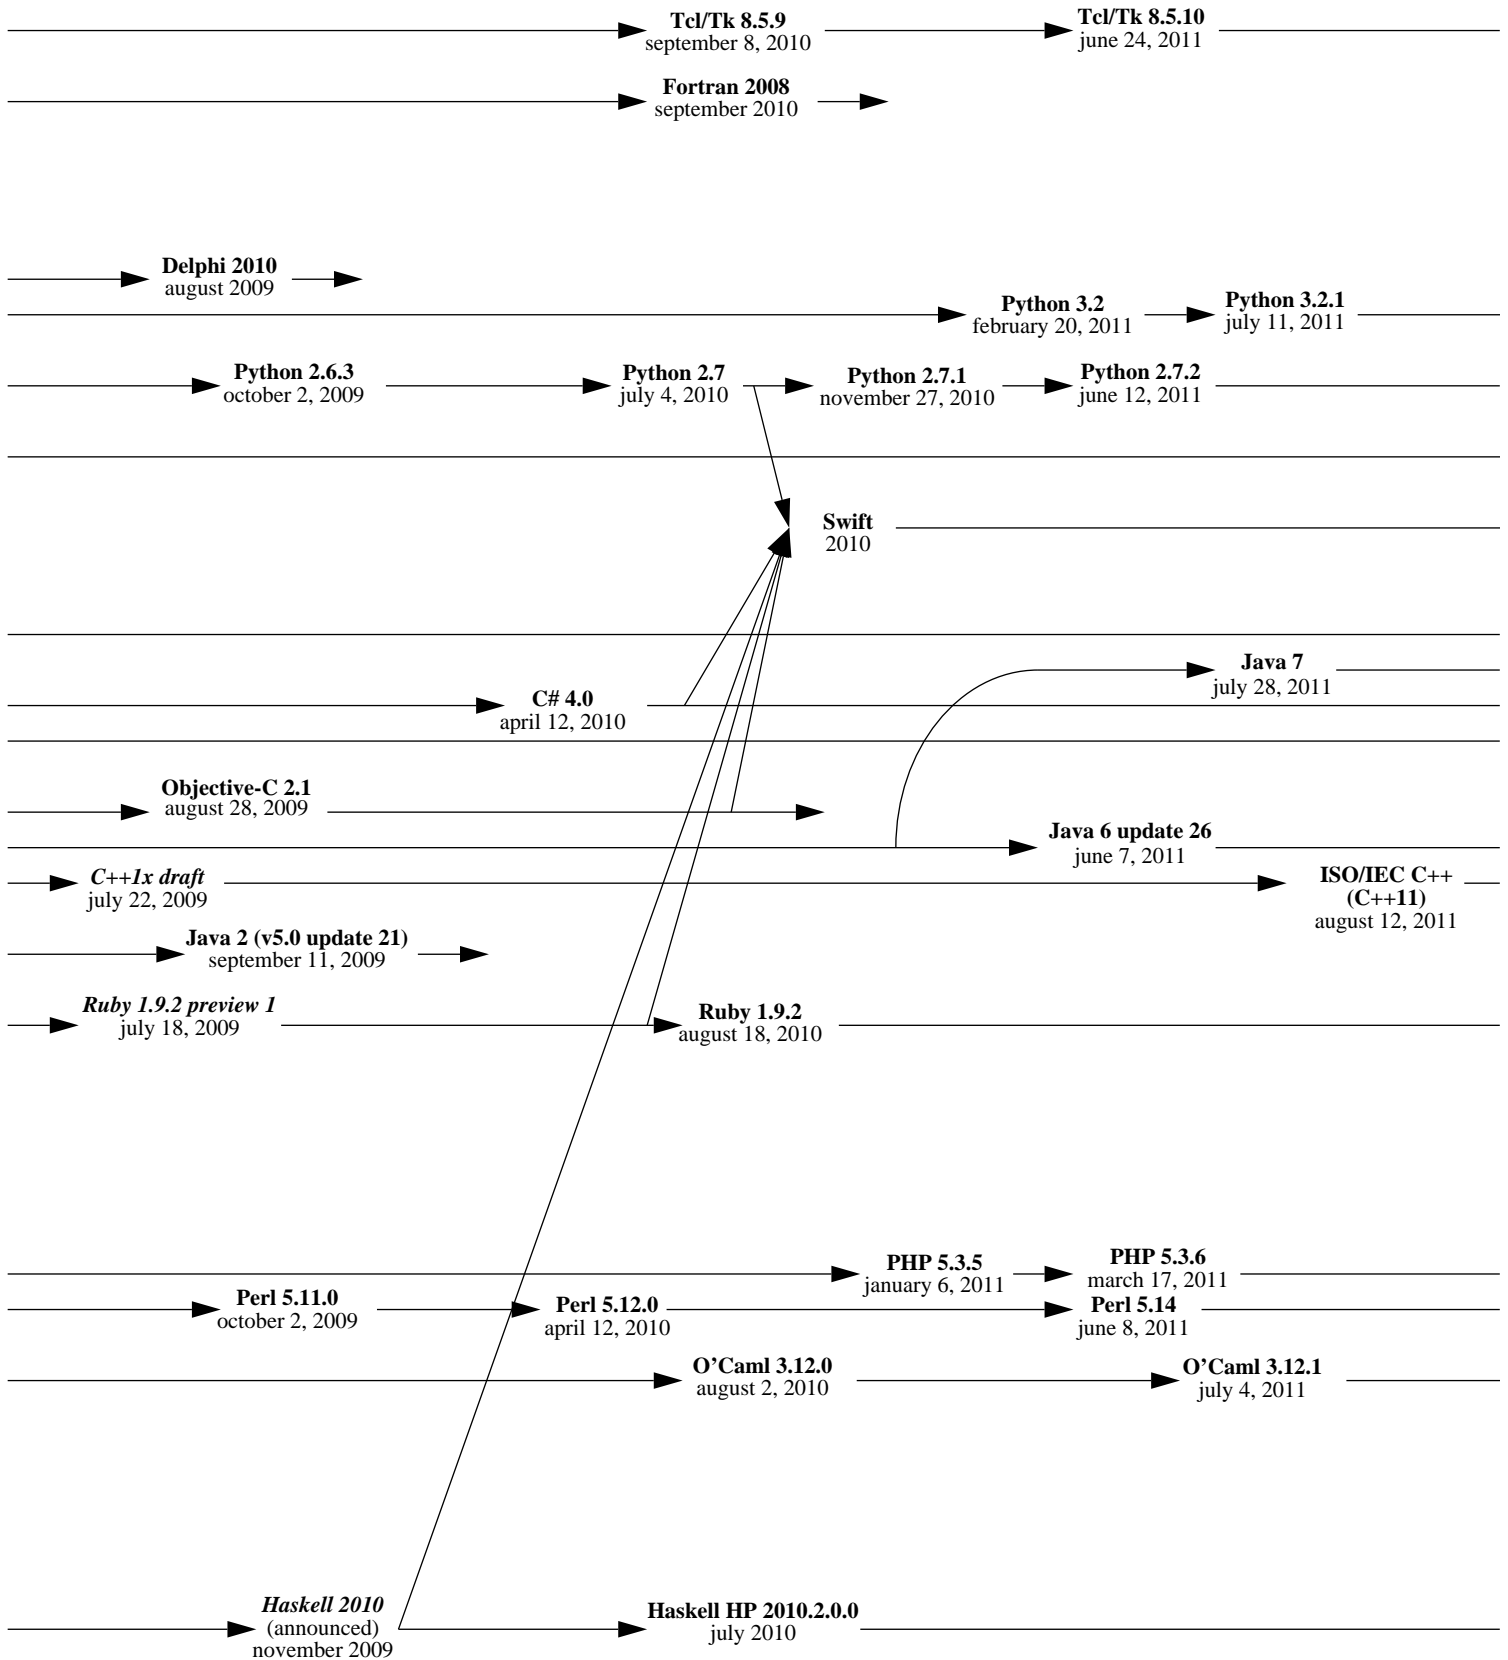 Tcl/Tk 8.5.9
september 8, 2010
Tcl/Tk 8.5.10
june 24, 2011
Fortran 2008
september 2010
Delphi 2010
august 2009
Python 3.2
february 20, 2011
Python 3.2.1
july 11, 2011
Python 2.6.3
october 2, 2009
Python 2.7
july 4, 2010
Python 2.7.1
november 27, 2010
Python 2.7.2
june 12, 2011
Swift
2010
Java 7
july 28, 2011
C# 4.0
april 12, 2010
Objective-C 2.1
august 28, 2009
Java 6 update 26
june 7, 2011
C++1x draft
july 22, 2009
ISO/IEC C++
(C++11)
august 12, 2011
Java 2 (v5.0 update 21)
september 11, 2009
Ruby 1.9.2 preview 1
july 18, 2009
Ruby 1.9.2
august 18, 2010
PHP 5.3.5
january 6, 2011
PHP 5.3.6
march 17, 2011
Perl 5.11.0
october 2, 2009
Perl 5.12.0
april 12, 2010
Perl 5.14
june 8, 2011
O’Caml 3.12.0
august 2, 2010
O’Caml 3.12.1
july 4, 2011
Haskell 2010
(announced)
november 2009
Haskell HP 2010.2.0.0
july 2010